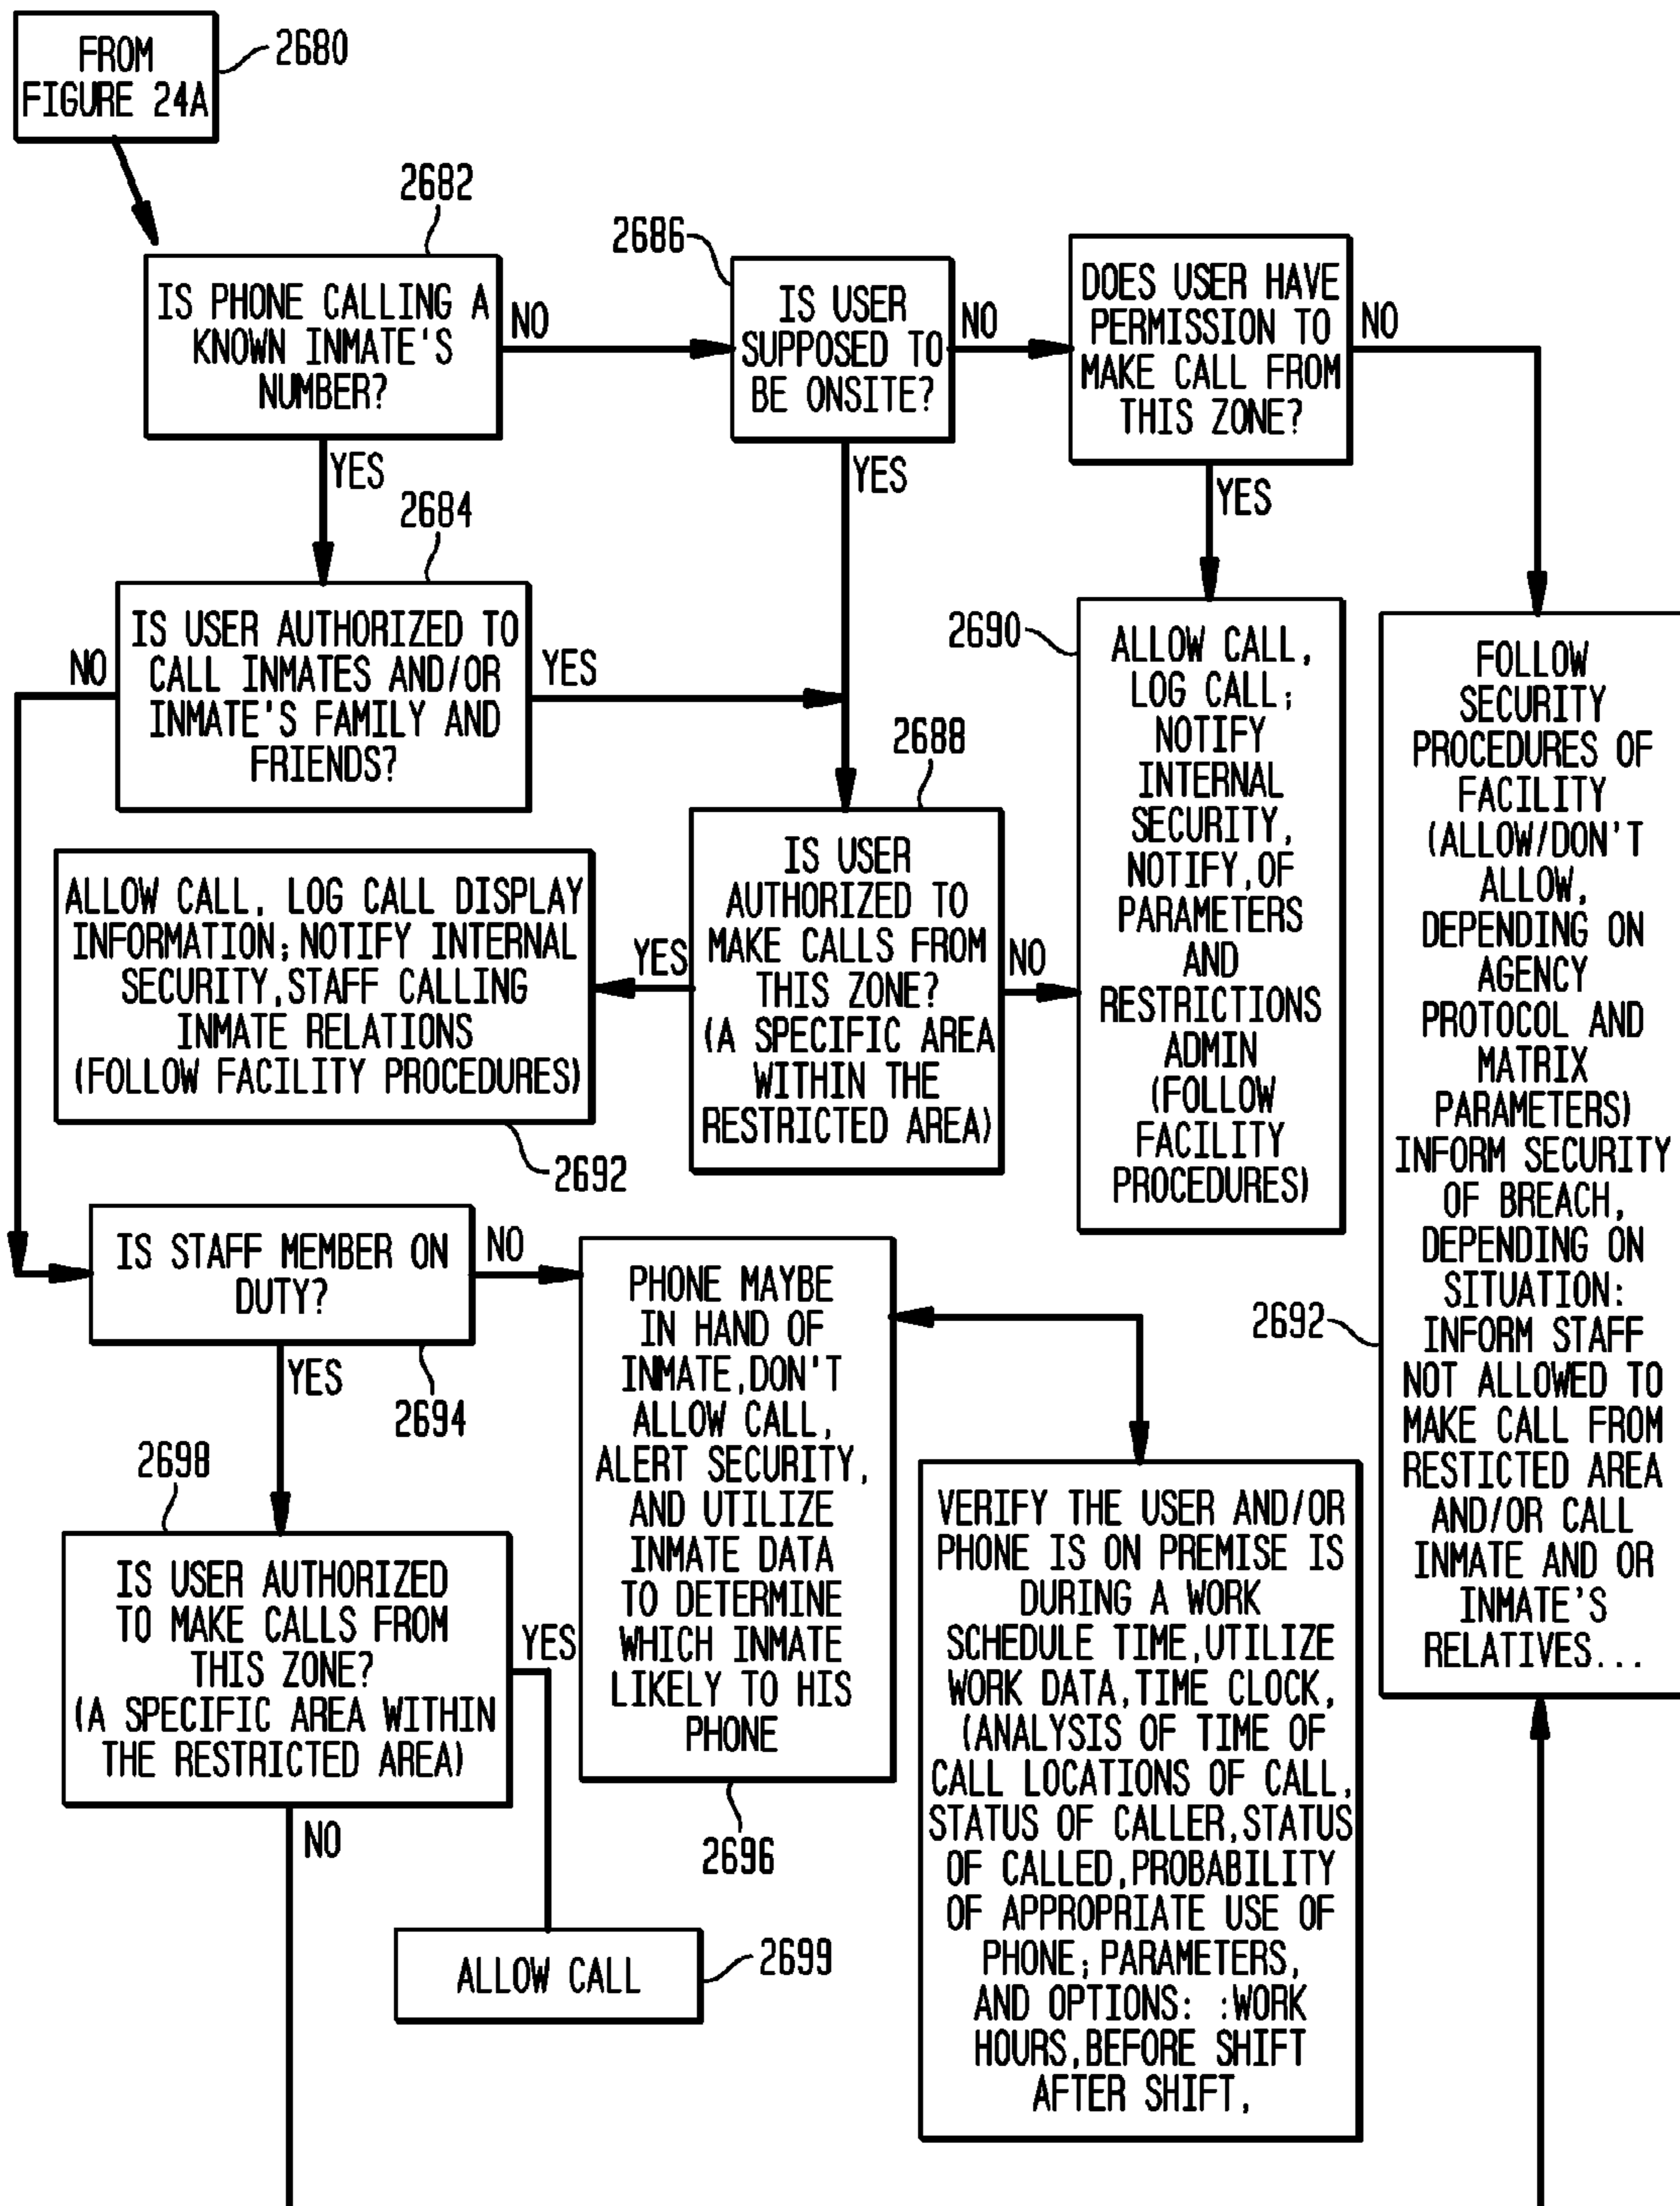 FROM
FIGURE 24A
2680
2682
IS PHONE CALLING A
KNOWN INMATE'S
NUMBER?
NO
YES
2686
IS USER
SUPPOSED TO
BE ONSITE?
NO
YES
DOES USER HAVE
PERMISSION TO
MAKE CALL FROM
THIS ZONE?
NO
YES
2684
IS USER AUTHORIZED TO
CALL INMATES AND/OR
INMATE'S FAMILY AND
FRIENDS?
NO
YES
2688
IS USER
AUTHORIZED TO
MAKE CALLS FROM
THIS ZONE?
(A SPECIFIC AREA
WITHIN THE
RESTRICTED AREA)
YES
NO
2690
ALLOW CALL,
LOG CALL;
NOTIFY
INTERNAL
SECURITY,
NOTIFY,OF
PARAMETERS
AND
RESTRICTIONS
ADMIN
(FOLLOW
FACILITY
PROCEDURES)
FOLLOW
SECURITY
PROCEDURES OF
FACILITY
(ALLOW/DON'T
ALLOW,
DEPENDING ON
AGENCY
PROTOCOL AND
MATRIX
PARAMETERS)
INFORM SECURITY
OF BREACH,
DEPENDING ON
SITUATION:
INFORM STAFF
NOT ALLOWED TO
MAKE CALL FROM
RESTICTED AREA
AND/OR CALL
INMATE AND OR
INMATE'S
RELATIVES...
2692
ALLOW CALL, LOG CALL DISPLAY
INFORMATION;NOTIFY INTERNAL
SECURITY,STAFF CALLING
INMATE RELATIONS
(FOLLOW FACILITY PROCEDURES)
2692
IS STAFF MEMBER ON
DUTY?
NO
YES
2694
PHONE MAYBE
IN HAND OF
INMATE,DON'T
ALLOW CALL,
ALERT SECURITY,
AND UTILIZE
INMATE DATA
TO DETERMINE
WHICH INMATE
LIKELY TO HIS
PHONE
2696
2698
IS USER AUTHORIZED
TO MAKE CALLS FROM
THIS ZONE?
(A SPECIFIC AREA WITHIN
THE RESTRICTED AREA)
YES
NO
ALLOW CALL
2699
VERIFY THE USER AND/OR
PHONE IS ON PREMISE IS
DURING A WORK
SCHEDULE TIME,UTILIZE
WORK DATA,TIME CLOCK,
(ANALYSIS OF TIME OF
CALL LOCATIONS OF CALL,
STATUS OF CALLER,STATUS
OF CALLED,PROBABILITY
OF APPROPRIATE USE OF
PHONE;PARAMETERS,
AND OPTIONS: :WORK
HOURS,BEFORE SHIFT
AFTER SHIFT,